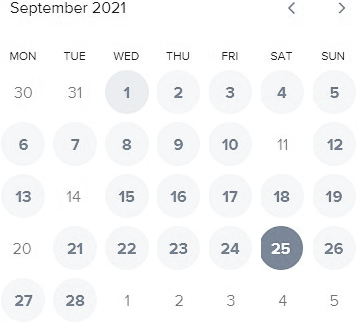 September 2021
MON TUE WED THU FRI SAT SUN
30 31 1 2 3 4 5
6 7 8 9 10 11 12
13 14 15 16 17 18 19
20 21 22 23 24 25 26
27 28 1 2 3 4 5